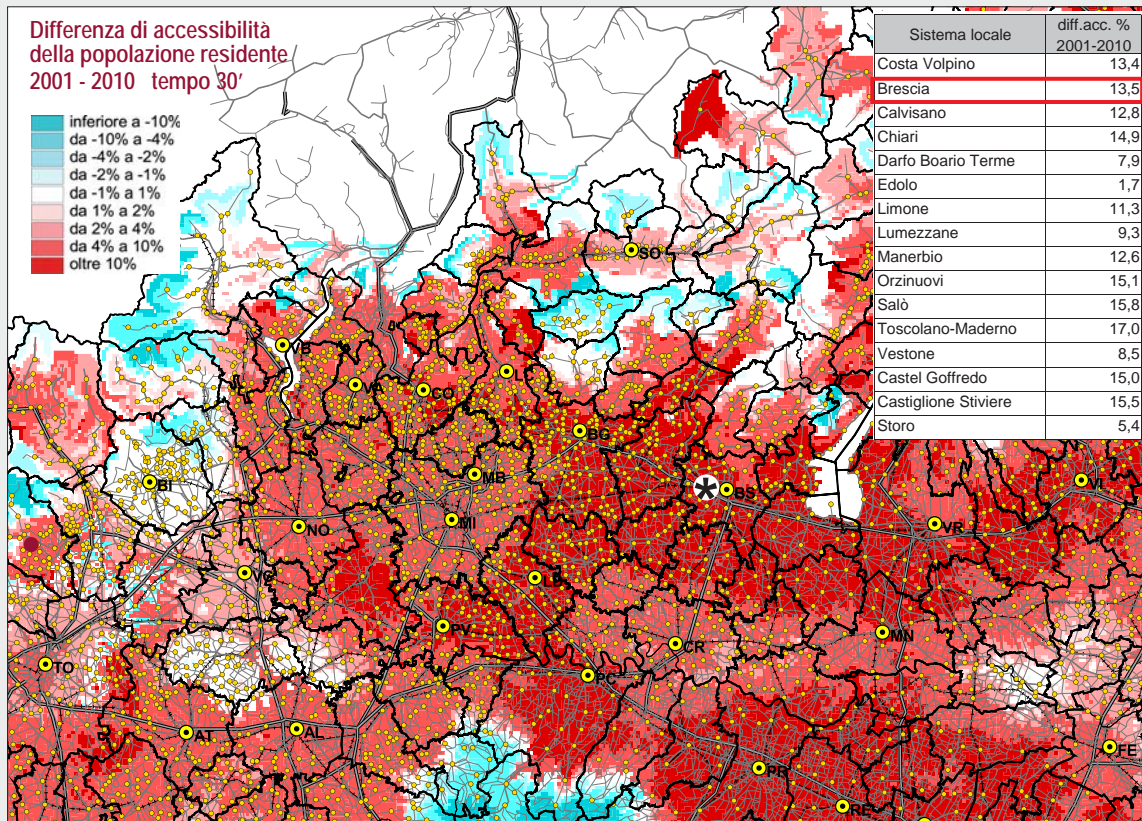 Differenza di accessibilità
della popolazione residente
2001 - 2010 tempo 30'
inferiore a -10%
da -10% a -4%
da -4% a -2%
da -2% a -1%
da -1% a 1%
da 1% a 2%
da 2% a 4%
da 4% a 10%
oltre 10%
Sistema locale diff.acc. % 2001-2010
Costa Volpino 13,4
Brescia 13,5
Calvisano 12,8
Chiari 14,9
Darfo Boario Terme 7,9
Edolo 1,7
Limone 11,3
Lumezzane 9,3
Manerbio 12,6
Orzinuovi 15,1
Salò 15,8
Toscolano-Maderno 17,0
Vestone 8,5
Castel Goffredo 15,0
Castiglione Stiviere 15,5
Storo 5,4
SO
VB
VA
CO
BG
BI
MB
BS
VI
NO
MI
VR
VC
PV
CR
MN
TO
PC
AT
AL
FE
PR
RE